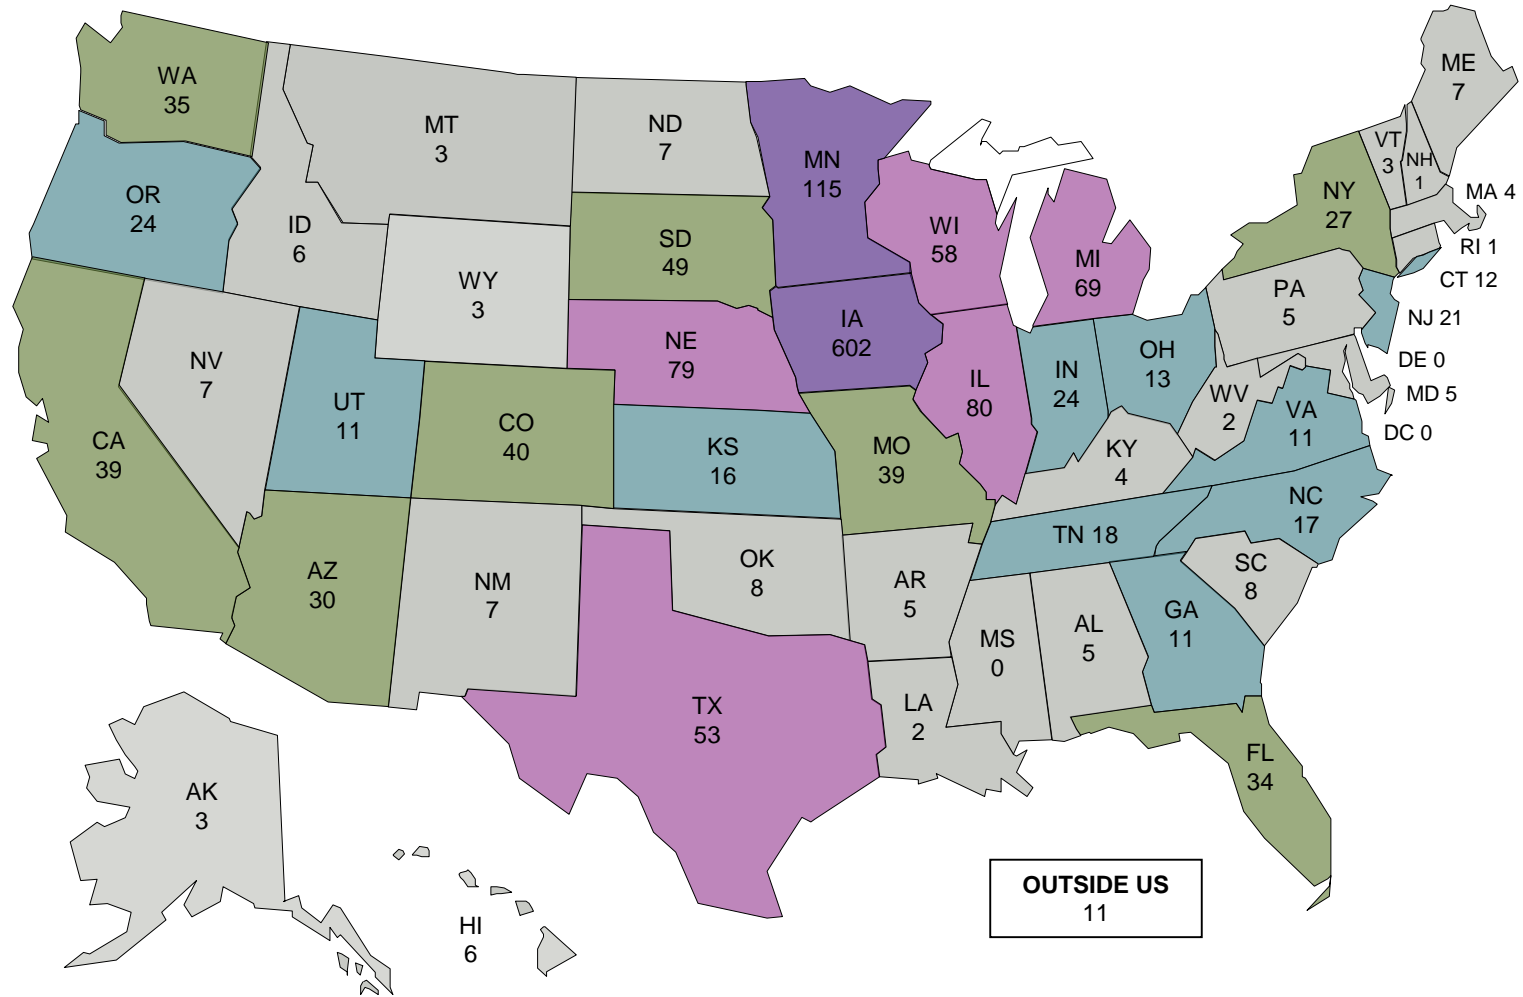 WA
35
OR
24
CA
39
NV
7
ID
6
MT
3
WY
3
UT
11
AZ
30
CO
40
NM
7
ND
7
SD
49
NE
79
KS
16
OK
8
TX
53
MN
115
IA
602
MO
39
AR
5
LA
2
WI
58
IL
80
MI
69
IN
24
OH
13
KY
4
TN 18
MS
0
AL
5
GA
11
FL
34
SC
8
NC
17
VA
11
WV
2
PA
5
NY
27
VT
3
NH
1
ME
7
MA 4
RI 1
CT 12
NJ 21
DE 0
MD 5
DC 0
AK
3
HI
6
OUTSIDE US
11